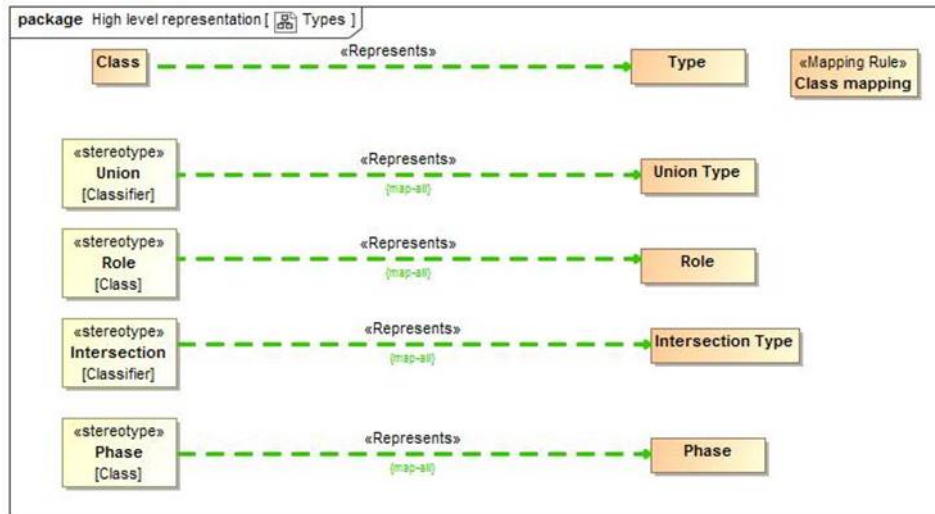 package High level representation [ Types ]
Class
«Represents»
Type
«Mapping Rule»
Class mapping
«stereotype»
Union
[Classifier]
«Represents»
{map-all}
Union Type
«stereotype»
Role
[Class]
«Represents»
{map-all}
Role
«stereotype»
Intersection
[Classifier]
«Represents»
{map-all}
Intersection Type
«stereotype»
Phase
[Class]
«Represents»
{map-all}
Phase